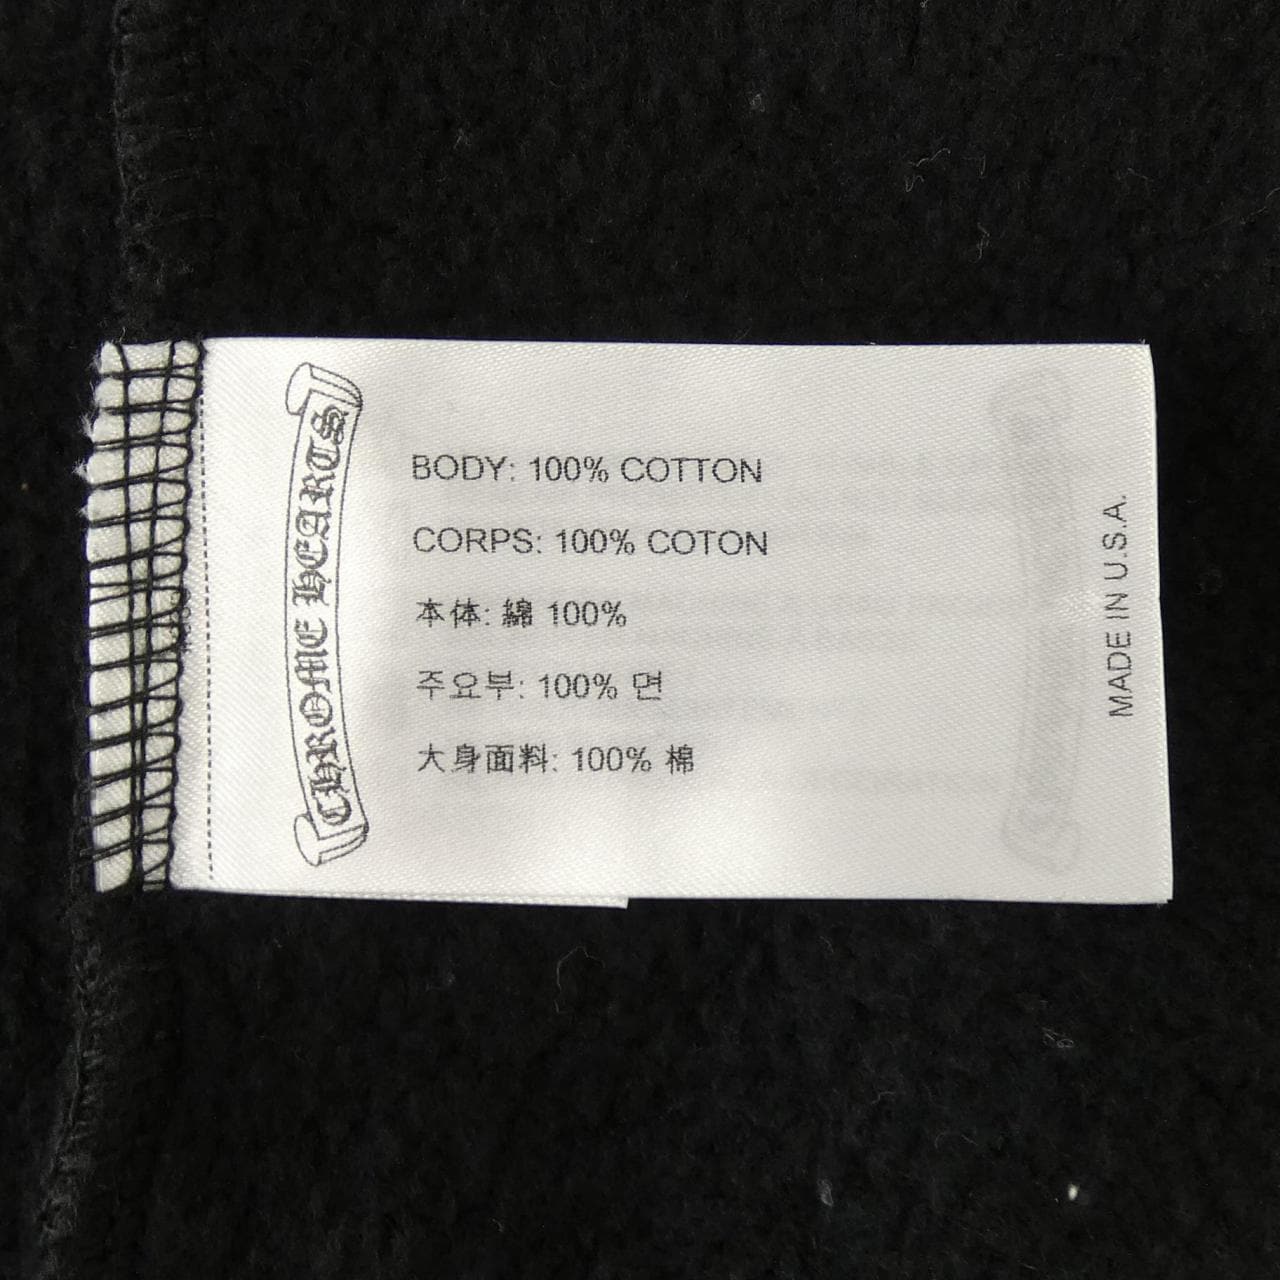 CHROME HEARTS
BODY: 100% COTTON
CORPS: 100% COTON
本体: 綿 100%
주요부: 100% 면
大身面料: 100% 棉
MADE IN U.S.A.